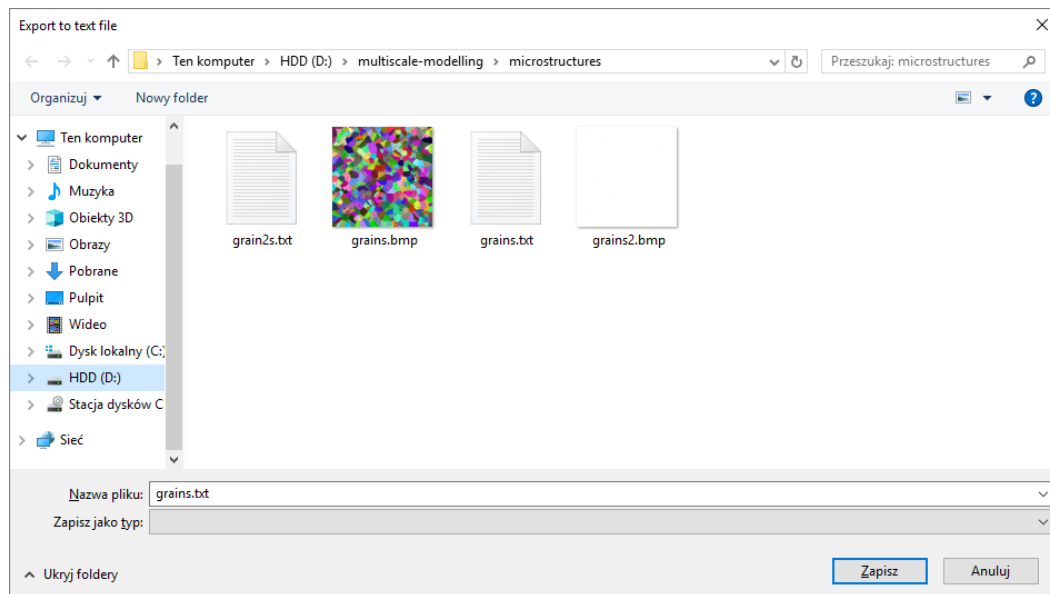 Export to text file
Ten komputer > HDD (D:) > multiscale-modelling > microstructures
Przeszukaj: microstructures
Organizuj
Nowy folder
Ten komputer
Dokumenty
Muzyka
Obiekty 3D
Obrazy
Pobrane
Pulpit
Wideo
Dysk lokalny (C:)
HDD (D:)
Stacja dysków C
Sieć
grain2s.txt
grains.bmp
grains.txt
grains2.bmp
Nazwa pliku: grains.txt
Zapisz jako typ:
Ukryj foldery
Zapisz
Anuluj